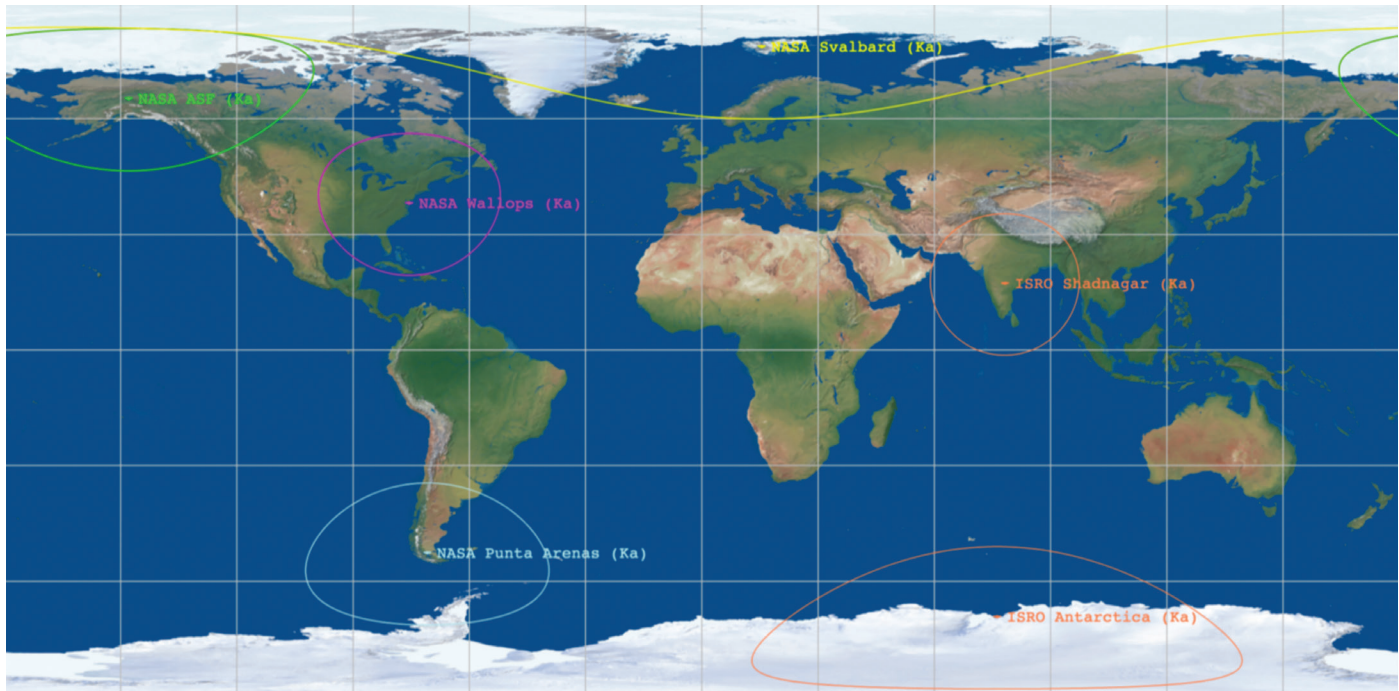 NASA Svalbard (Ka)
NASA ASF (Ka)
NASA Wallops (Ka)
ISRO Shadnagar (Ka)
NASA Punta Arenas (Ka)
ISRO Antarctica (Ka)